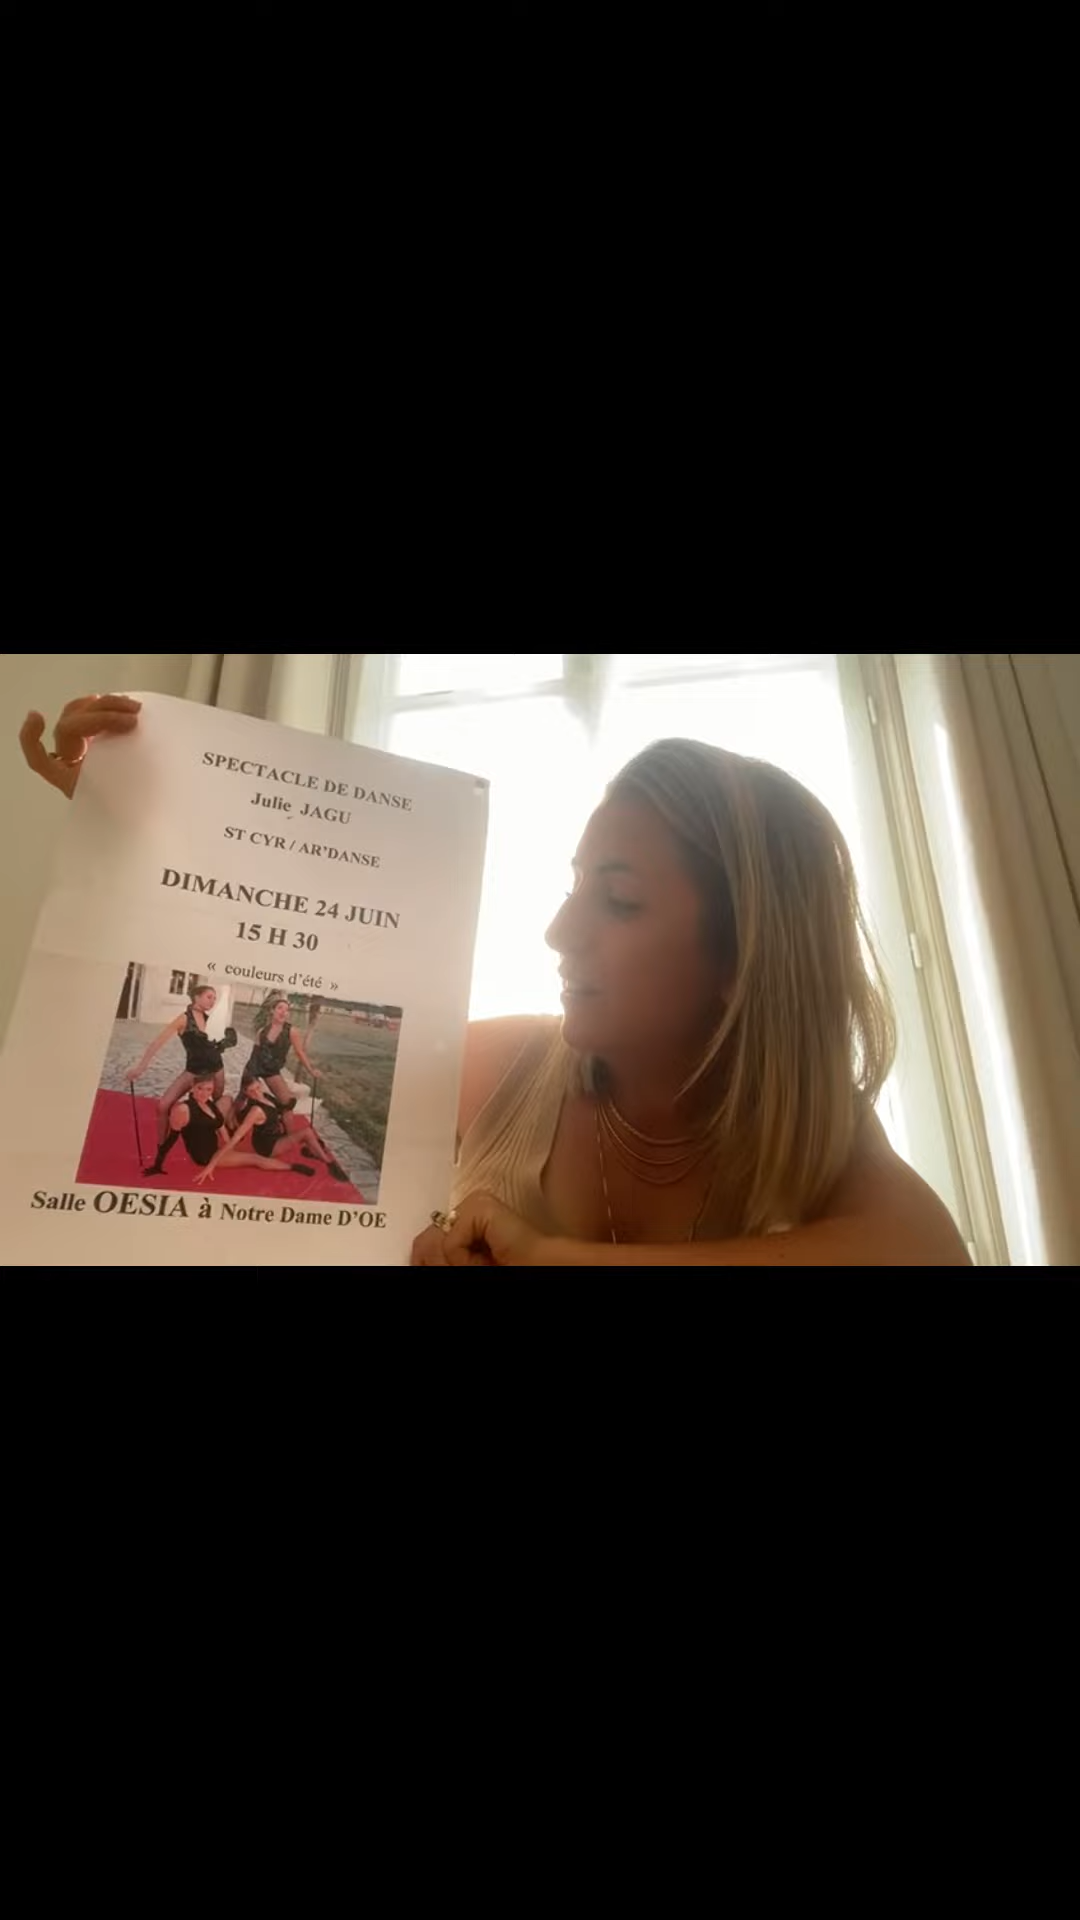 SPECTACLE DE DANSE
Julie JAGU
ST CYR / AR'DANSE
DIMANCHE 24 JUIN
15 H 30
« couleurs d'été »
Salle OESIA à Notre Dame D'OE